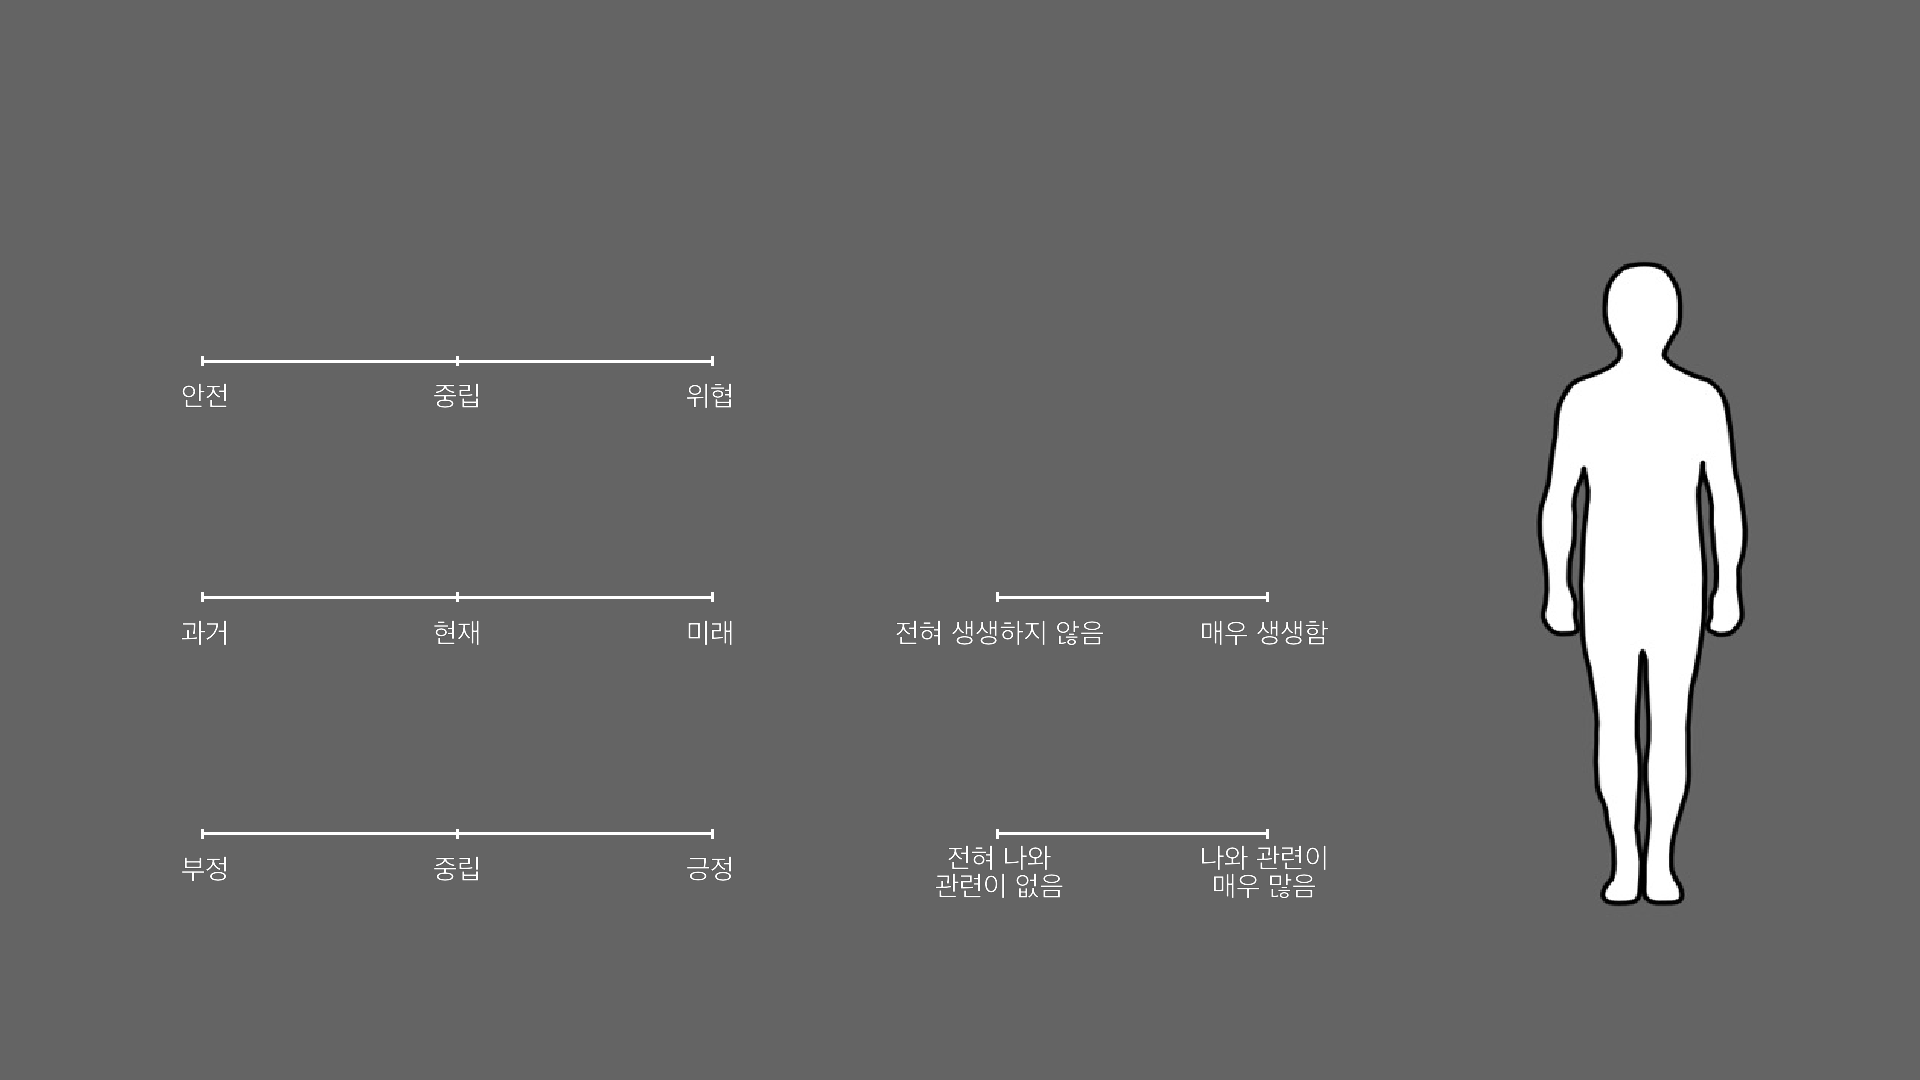 안전 중립 위협
과거 현재 미래
전혀 생생하지 않음 매우 생생함
부정 중립 긍정
전혀 나와
관련이 없음
나와 관련이
매우 많음